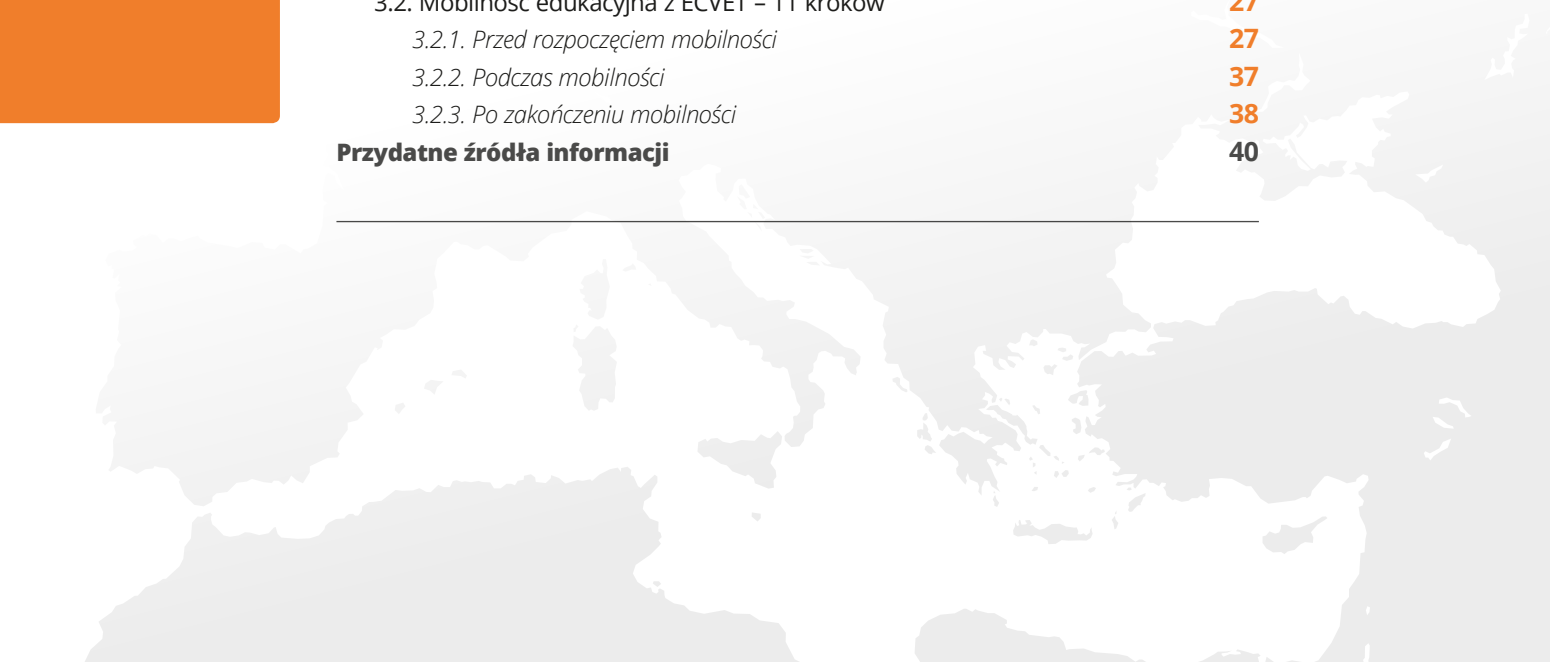 3.2. Mobilność edukacyjna z ECVET – 11 kroków 27
3.2.1. Przed rozpoczęciem mobilności 27
3.2.2. Podczas mobilności 37
3.2.3. Po zakończeniu mobilności 38
Przydatne źródła informacji 40